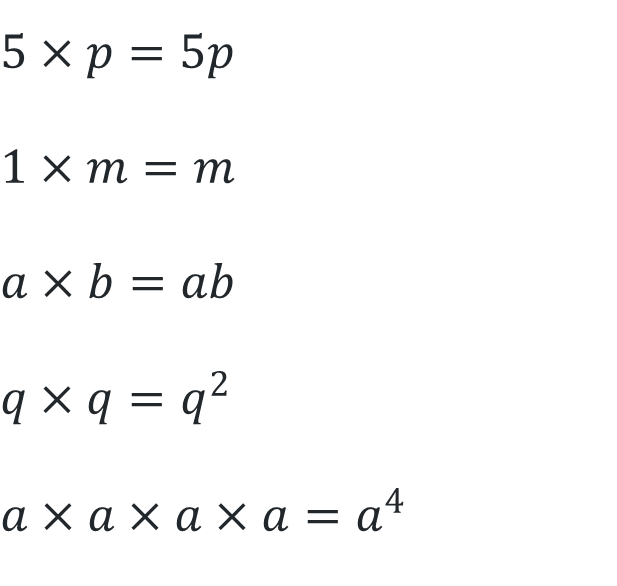 5 × p = 5p
1 × m = m
a × b = ab
q × q = q²
a × a × a × a = a⁴